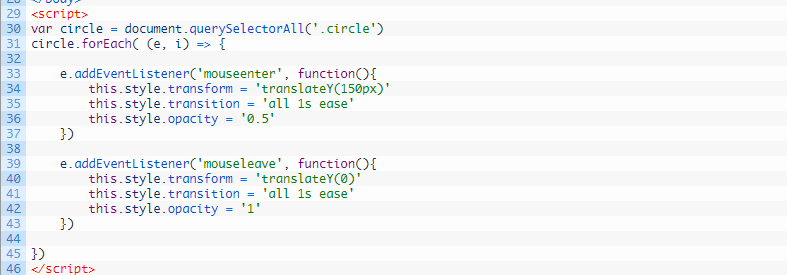 28 </body>
29 <script>
30 var circle = document.querySelectorAll('.circle')
31 circle.forEach( (e, i) => {
32
33     e.addEventListener('mouseenter', function(){
34         this.style.transform = 'translateY(150px)'
35         this.style.transition = 'all 1s ease'
36         this.style.opacity = '0.5'
37     })
38
39     e.addEventListener('mouseleave', function(){
40         this.style.transform = 'translateY(0)'
41         this.style.transition = 'all 1s ease'
42         this.style.opacity = '1'
43     })
44
45 })
46 </script>